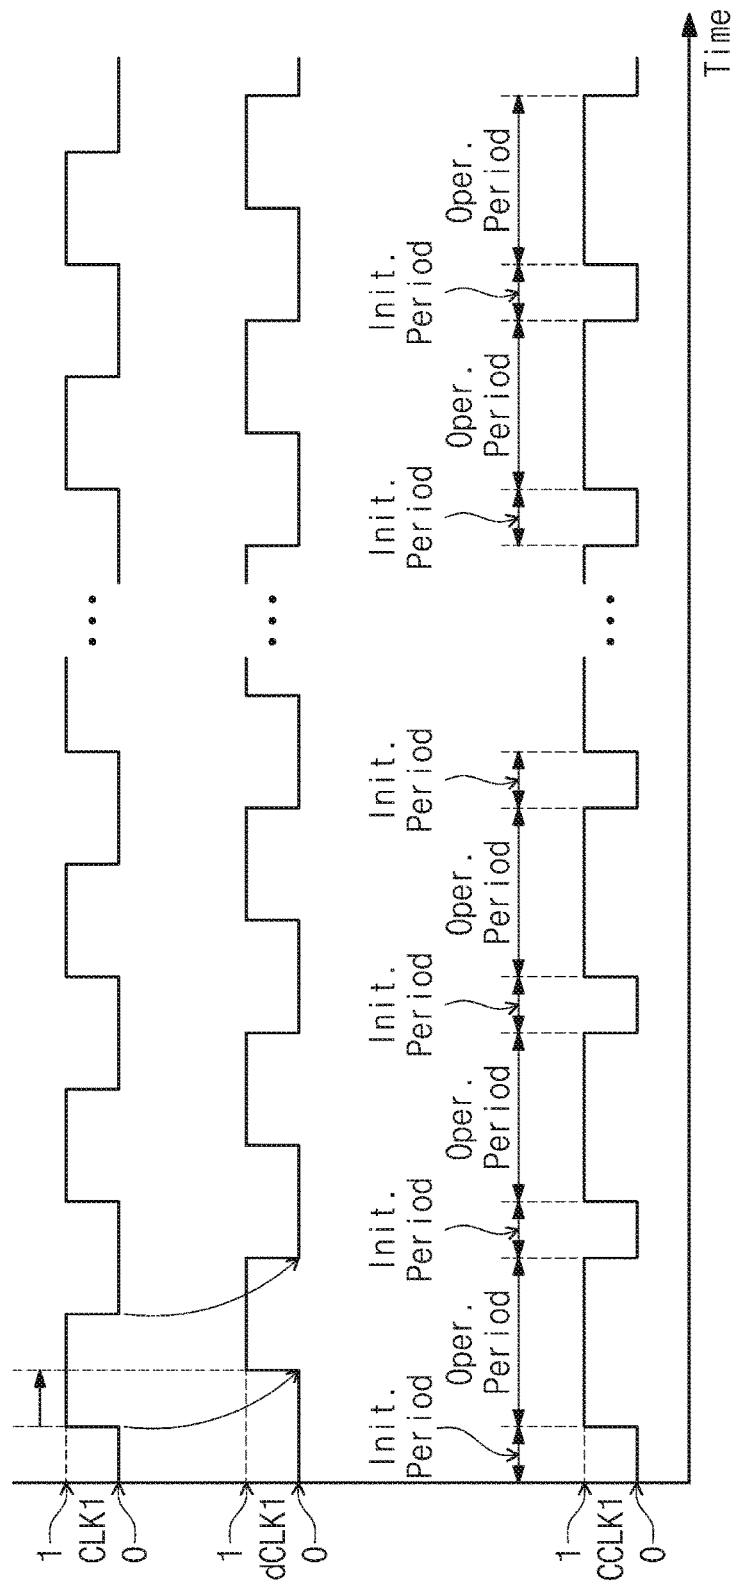 1
CLK1
0
1
dCLK1
0
Init.
Period
Oper.
Period
Init.
Period
Oper.
Period
Init.
Period
Oper.
Period
Init.
Period
Init.
Period
Oper.
Period
Init.
Period
Oper.
Period
1
CCLK1
0
Time